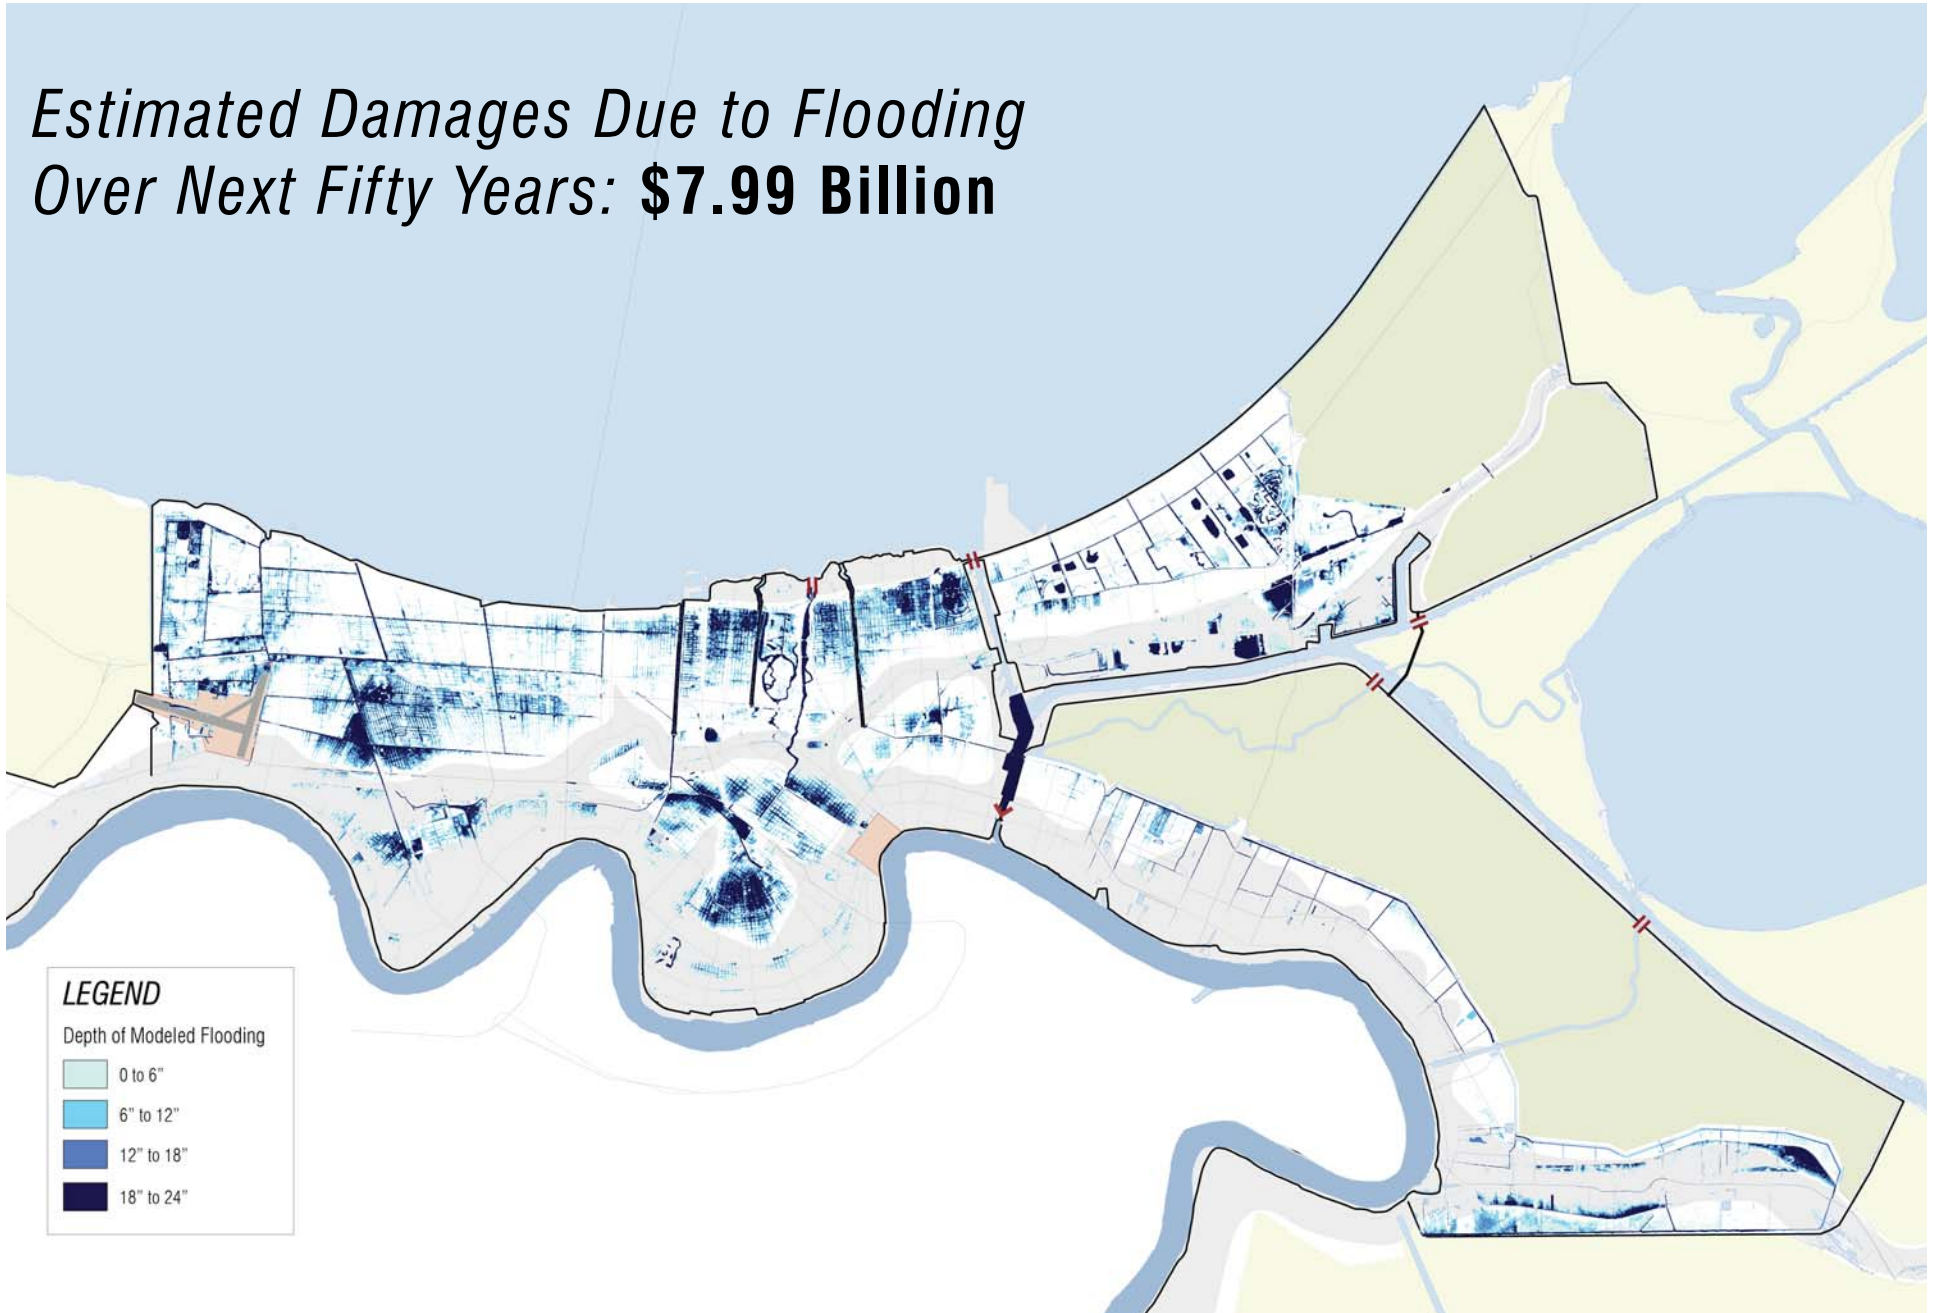 Estimated Damages Due to Flooding
Over Next Fifty Years: $7.99 Billion
LEGEND
Depth of Modeled Flooding
0 to 6”
6” to 12”
12” to 18”
18” to 24”